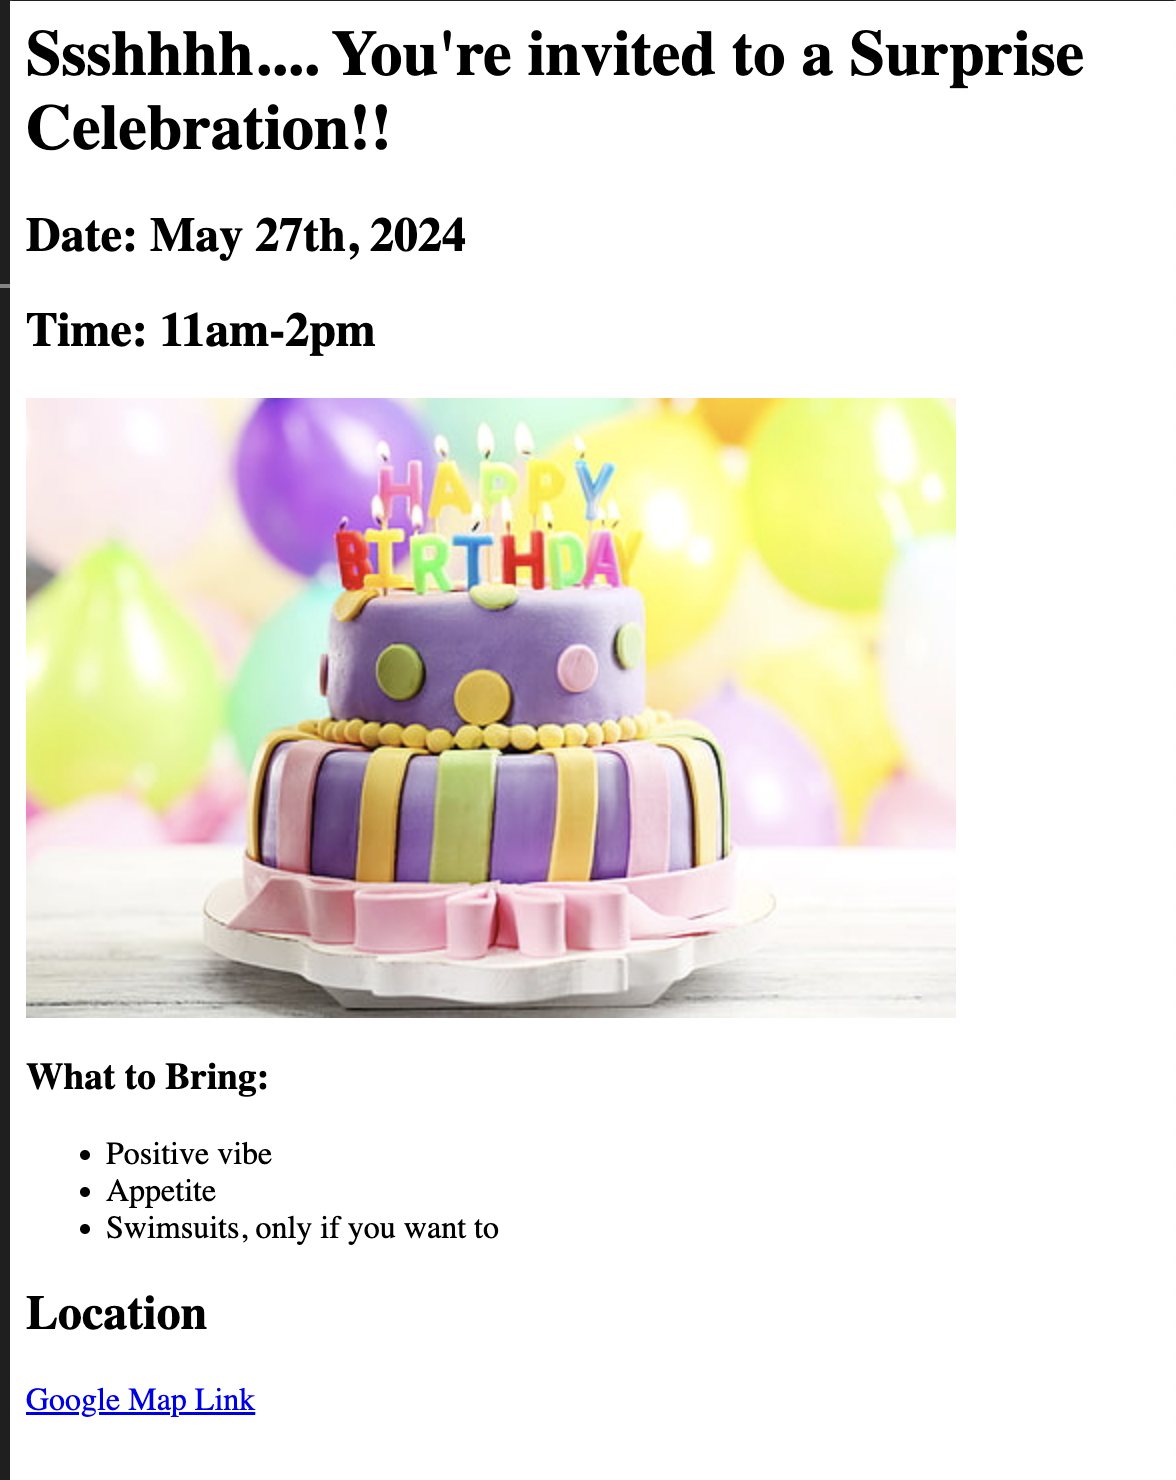 Ssshhhh.... You're invited to a Surprise
Celebration!!
Date: May 27th, 2024
Time: 11am-2pm
HAPPY
BIRTHDAY
What to Bring:
Positive vibe
Appetite
Swimsuits, only if you want to
Location
Google Map Link